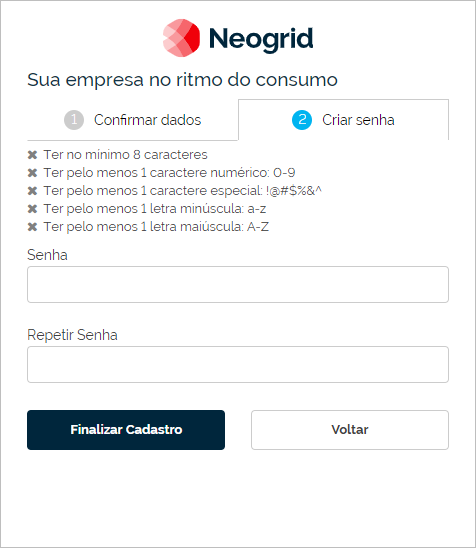 Neogrid
Sua empresa no ritmo do consumo
1 Confirmar dados
2 Criar senha
✖ Ter no mínimo 8 caracteres
✖ Ter pelo menos 1 caractere numérico: 0-9
✖ Ter pelo menos 1 caractere especial: !@#$%&^
✖ Ter pelo menos 1 letra minúscula: a-z
✖ Ter pelo menos 1 letra maiúscula: A-Z
Senha
Repetir Senha
Finalizar Cadastro
Voltar